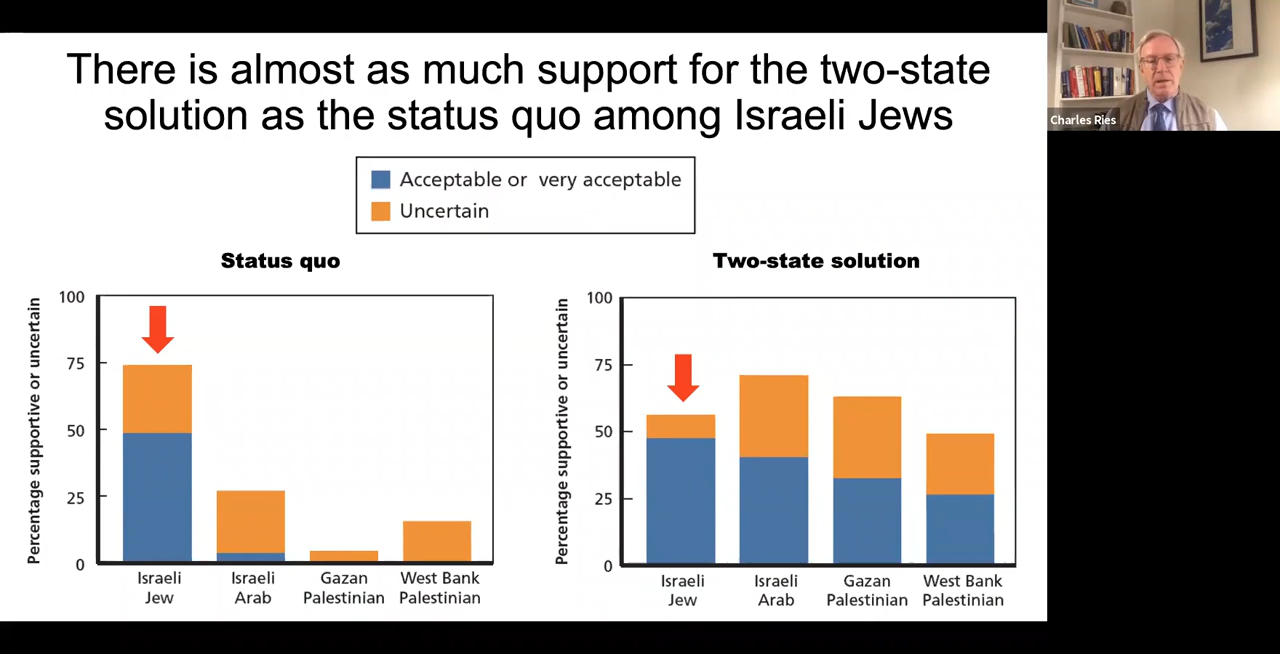 There is almost as much support for the two-state
solution as the status quo among Israeli Jews
Charles Ries
Acceptable or very acceptable
Uncertain
Status quo
Percentage supportive or uncertain
100
75
50
25
0
Israeli
Jew
Israeli
Arab
Gazan
Palestinian
West Bank
Palestinian
Two-state solution
Percentage supportive or uncertain
100
75
50
25
0
Israeli
Jew
Israeli
Arab
Gazan
Palestinian
West Bank
Palestinian